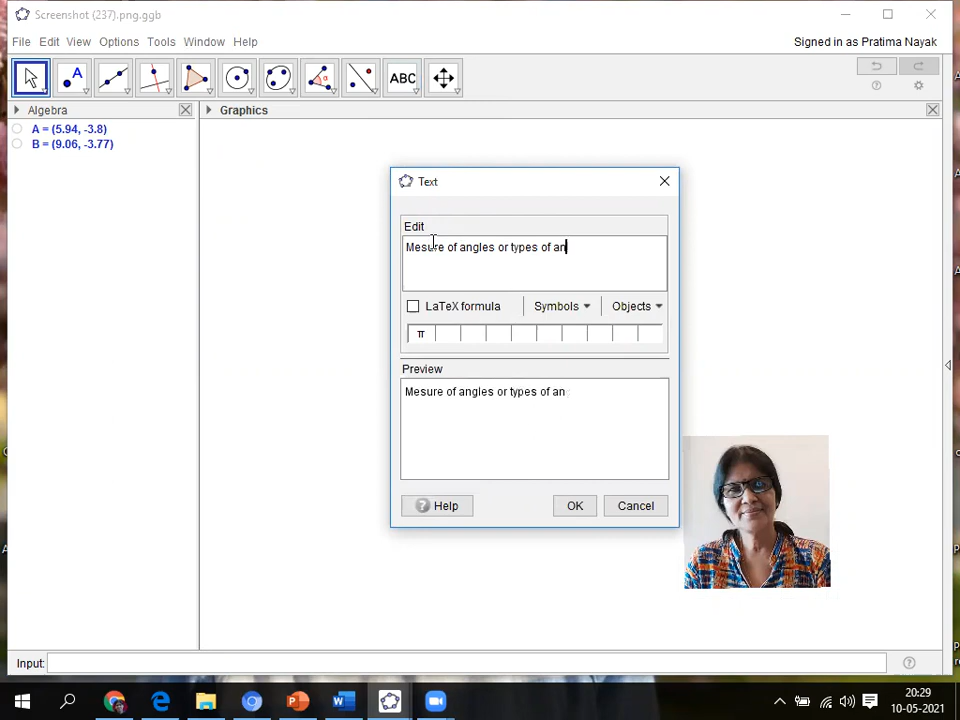 Screenshot (237).png.ggb
File Edit View Options Tools Window Help
Signed in as Pratima Nayak
A
α
ABC
Algebra
Graphics
A = (5.94, -3.8)
B = (9.06, -3.77)
Text
Edit
Mesure of angles or types of an
LaTeX formula
Symbols
Objects
π
Preview
Mesure of angles or types of an
Help
OK
Cancel
Input:
20:29
10-05-2021